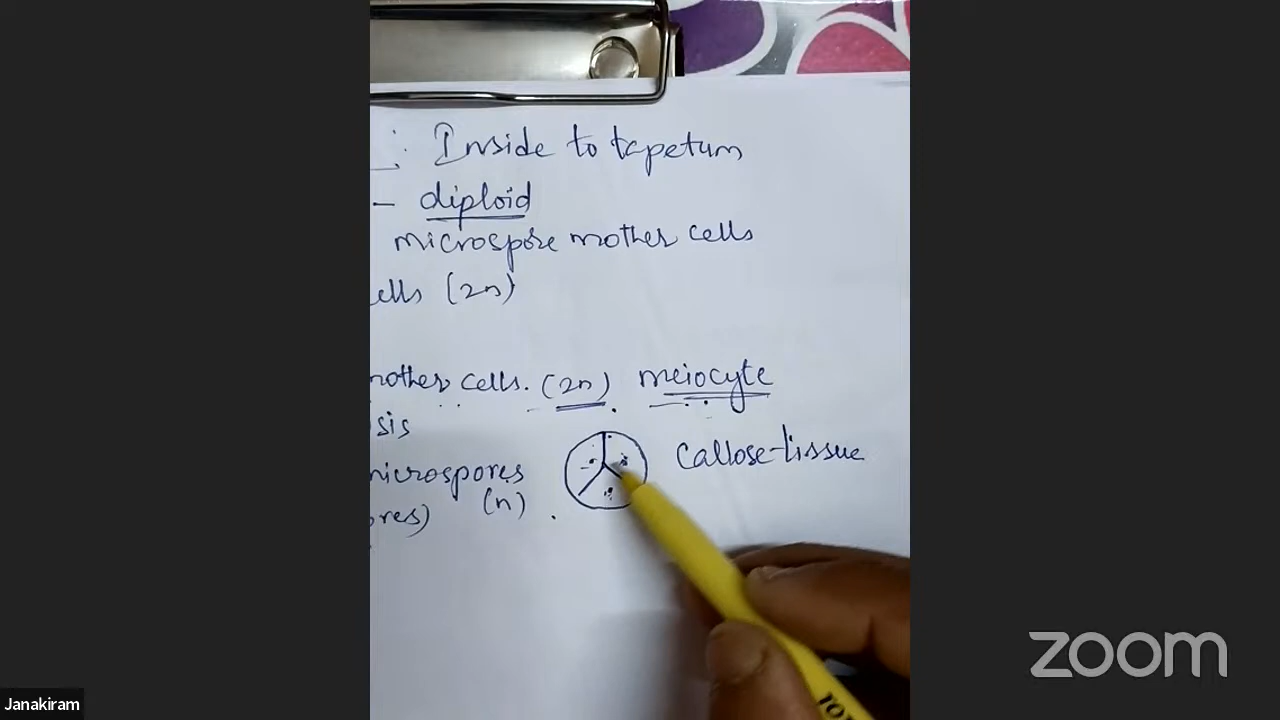 : Inside to tapetum
– diploid
microspore mother cells
cells (2n)
mother cells. (2n) meiocyte
sis
callose-tissue
microspores
(n)
ores)
Janakiram
zoom